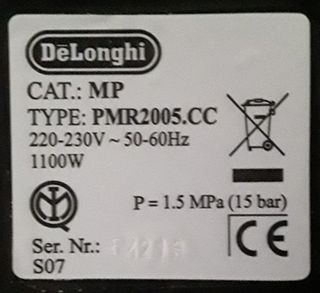 DeLonghi
CAT.: MP
TYPE: PMR2005.CC
220-230V ~ 50-60Hz
1100W
P = 1.5 MPa (15 bar)
Ser. Nr.:
S07
CE